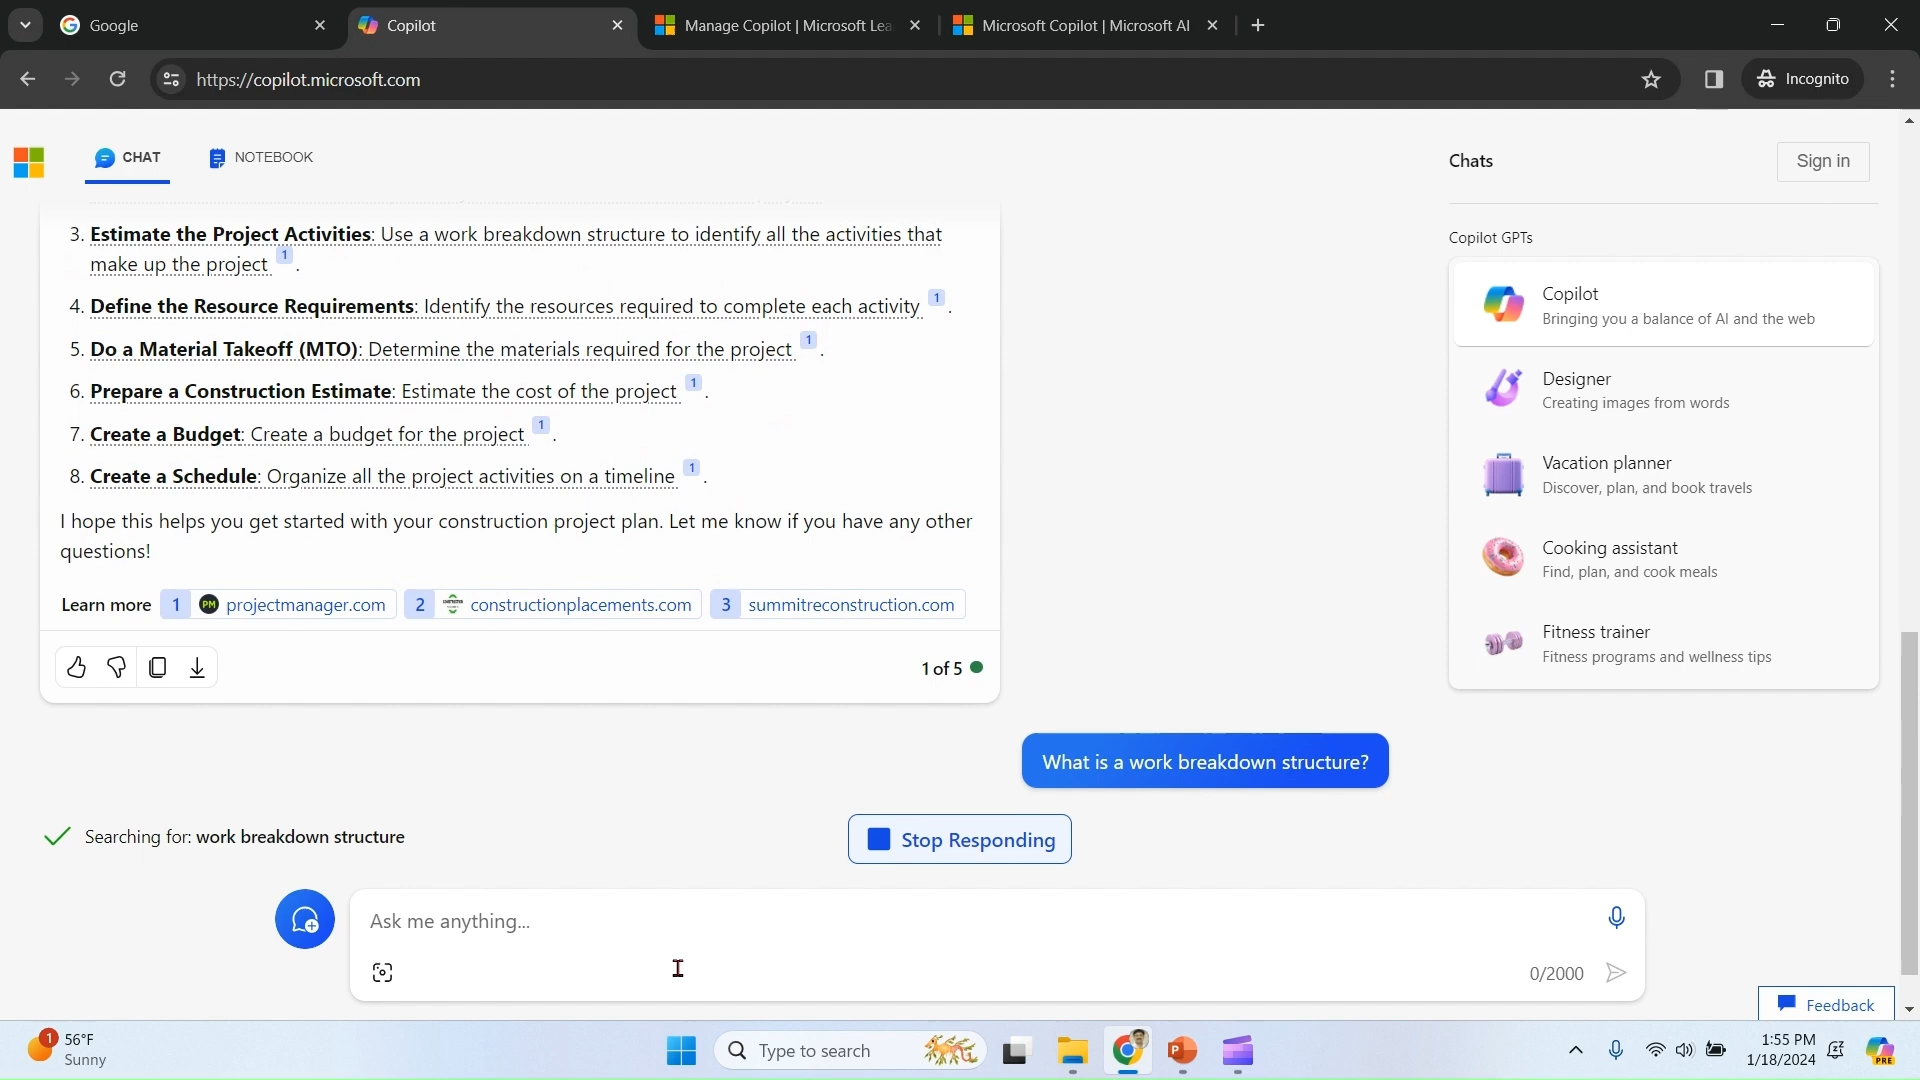 Google
Copilot
Manage Copilot | Microsoft Lea
Microsoft Copilot | Microsoft AI
https://copilot.microsoft.com
Incognito
CHAT
NOTEBOOK
Chats
Sign in
3. Estimate the Project Activities: Use a work breakdown structure to identify all the activities that
make up the project 1.
4. Define the Resource Requirements: Identify the resources required to complete each activity 1.
5. Do a Material Takeoff (MTO): Determine the materials required for the project 1.
6. Prepare a Construction Estimate: Estimate the cost of the project 1.
7. Create a Budget: Create a budget for the project 1.
8. Create a Schedule: Organize all the project activities on a timeline 1.
I hope this helps you get started with your construction project plan. Let me know if you have any other
questions!
Learn more 1 PM projectmanager.com 2 constructionplacements.com 3 summitreconstruction.com
1 of 5
Copilot GPTs
Copilot
Bringing you a balance of AI and the web
Designer
Creating images from words
Vacation planner
Discover, plan, and book travels
Cooking assistant
Find, plan, and cook meals
Fitness trainer
Fitness programs and wellness tips
What is a work breakdown structure?
Searching for: work breakdown structure
Stop Responding
Ask me anything...
0/2000
Feedback
1
56°F
Sunny
Type to search
1:55 PM
1/18/2024
PRE